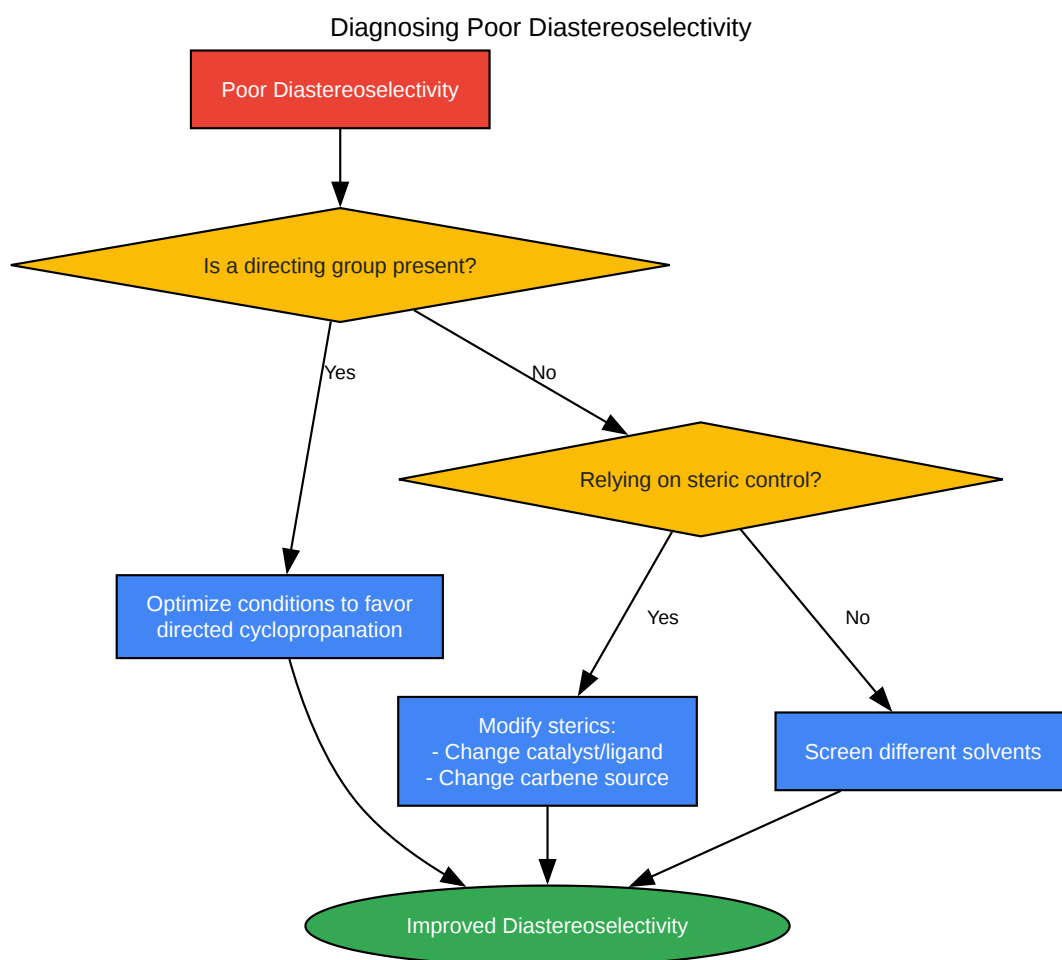 Diagnosing Poor Diastereoselectivity
Poor Diastereoselectivity
Is a directing group present?
Yes
No
Relying on steric control?
Optimize conditions to favor
directed cyclopropanation
Yes
No
Modify sterics:
- Change catalyst/ligand
- Change carbene source
Screen different solvents
Improved Diastereoselectivity